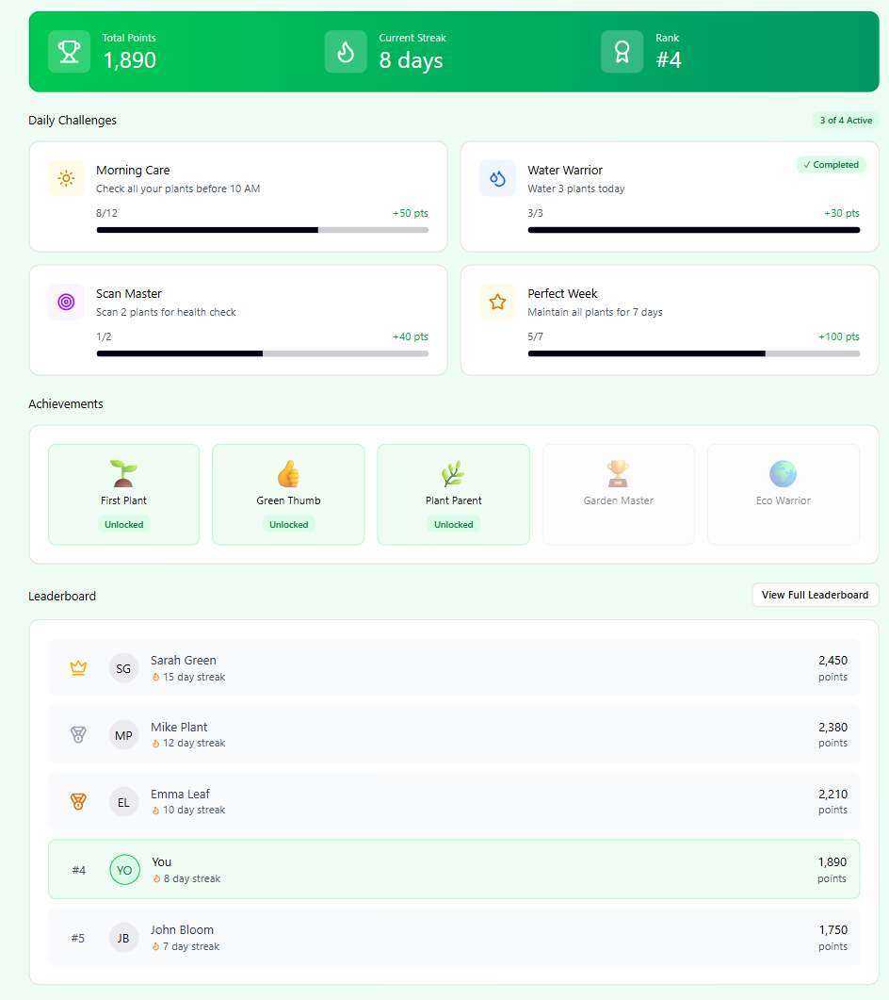 Total Points
1,890
Current Streak
8 days
Rank
#4
Daily Challenges
3 of 4 Active
Morning Care
Check all your plants before 10 AM
8/12
+50 pts
Water Warrior
✓ Completed
Water 3 plants today
3/3
+30 pts
Scan Master
Scan 2 plants for health check
1/2
+40 pts
Perfect Week
Maintain all plants for 7 days
5/7
+100 pts
Achievements
First Plant
Unlocked
Green Thumb
Unlocked
Plant Parent
Unlocked
Garden Master
Eco Warrior
Leaderboard
View Full Leaderboard
SG
Sarah Green
15 day streak
2,450
points
MP
Mike Plant
12 day streak
2,380
points
EL
Emma Leaf
10 day streak
2,210
points
#4
YO
You
8 day streak
1,890
points
#5
JB
John Bloom
7 day streak
1,750
points